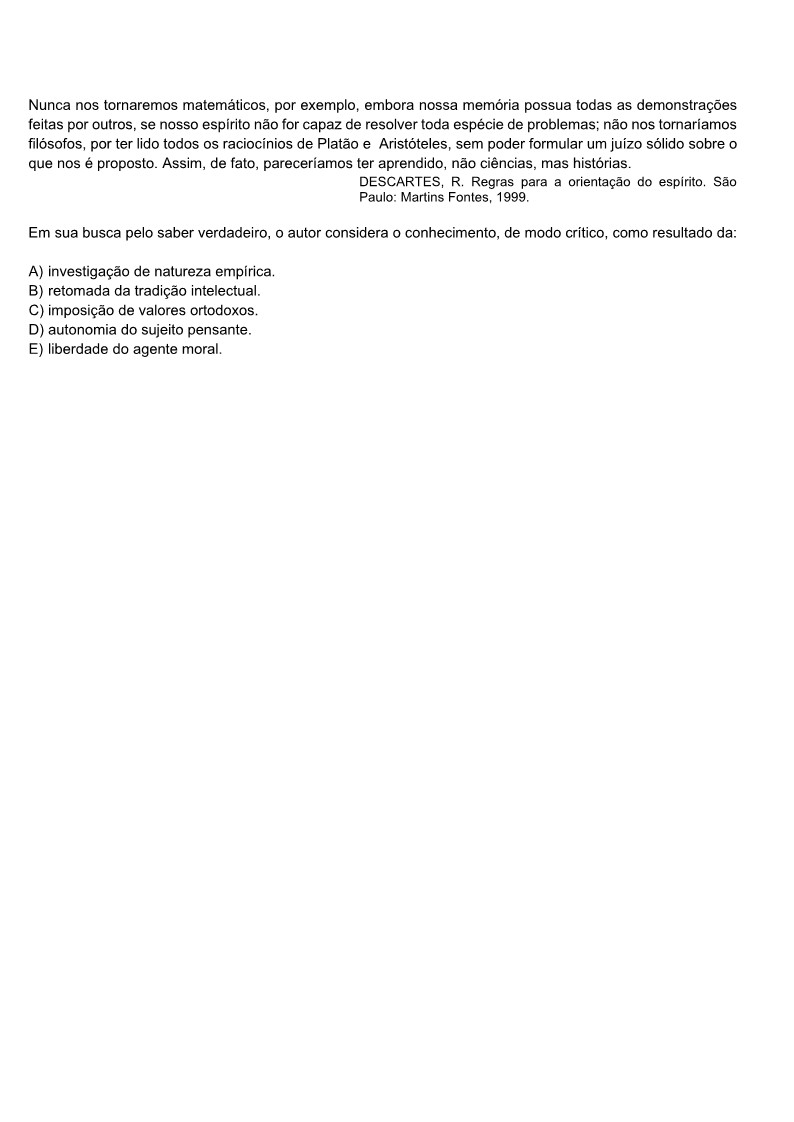 Nunca nos tornaremos matemáticos, por exemplo, embora nossa memória possua todas as demonstrações
feitas por outros, se nosso espírito não for capaz de resolver toda espécie de problemas; não nos tornaríamos
filósofos, por ter lido todos os raciocínios de Platão e Aristóteles, sem poder formular um juízo sólido sobre o
que nos é proposto. Assim, de fato, pareceríamos ter aprendido, não ciências, mas histórias.
DESCARTES, R. Regras para a orientação do espírito. São
Paulo: Martins Fontes, 1999.
Em sua busca pelo saber verdadeiro, o autor considera o conhecimento, de modo crítico, como resultado da:
A) investigação de natureza empírica.
B) retomada da tradição intelectual.
C) imposição de valores ortodoxos.
D) autonomia do sujeito pensante.
E) liberdade do agente moral.